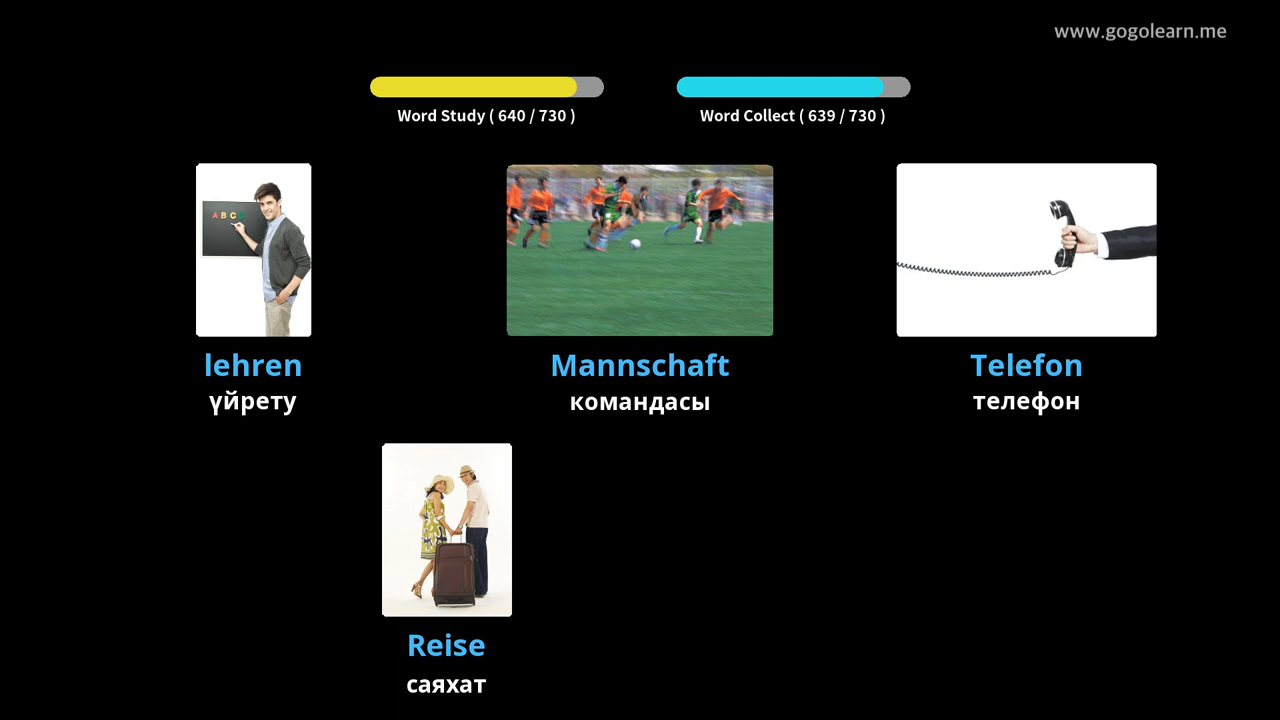 www.gogolearn.me
Word Study ( 640 / 730 )
Word Collect ( 639 / 730 )
A B C D
lehren
үйрету
Mannschaft
командасы
Telefon
телефон
Reise
саяхат